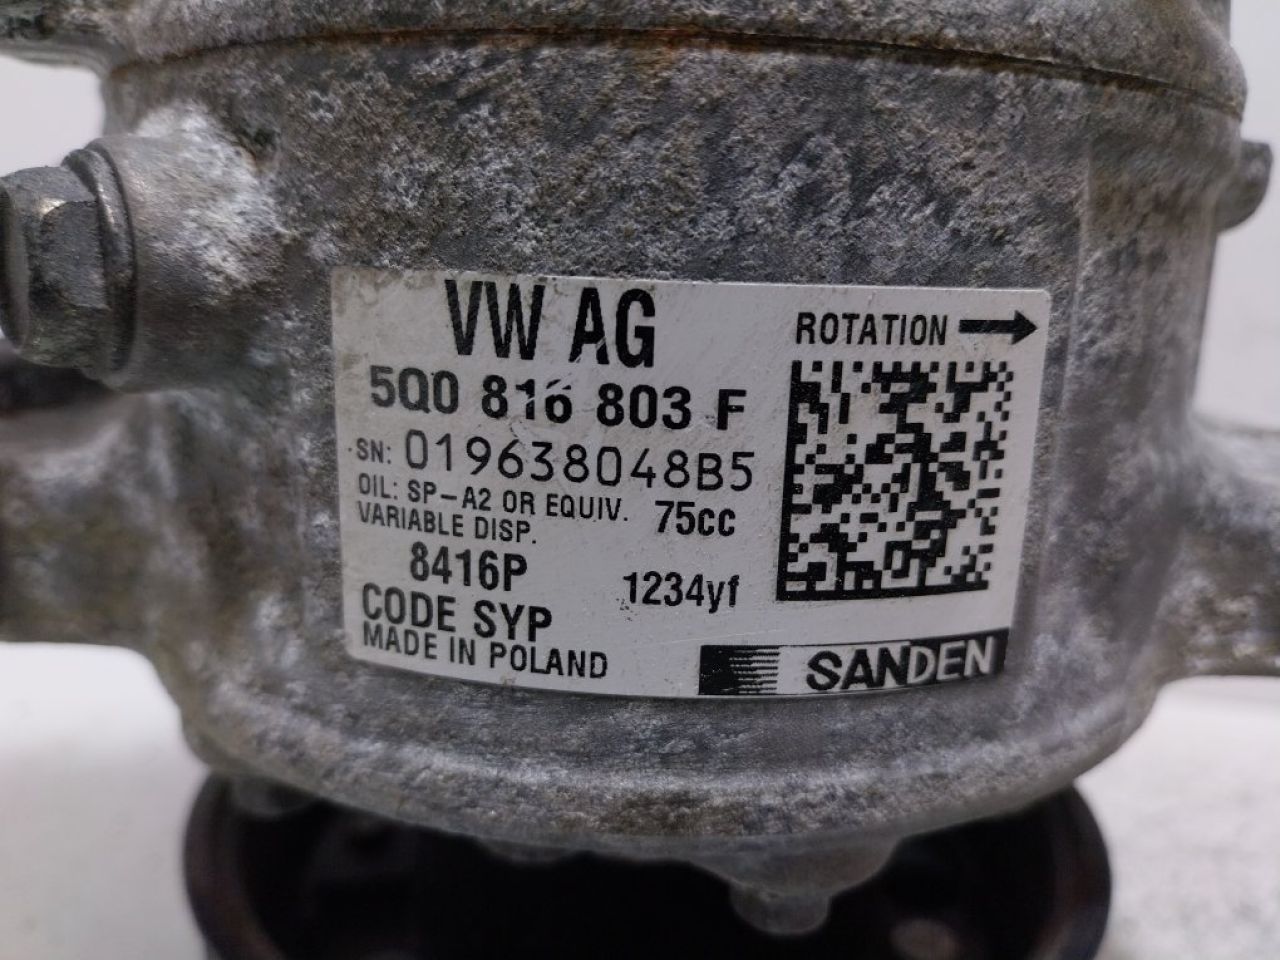 VW AG
ROTATION
5Q0 816 803 F
SN: 019638048B5
OIL: SP-A2 OR EQUIV. 75cc
VARIABLE DISP.
8416P
1234yf
CODE SYP
MADE IN POLAND
SANDEN